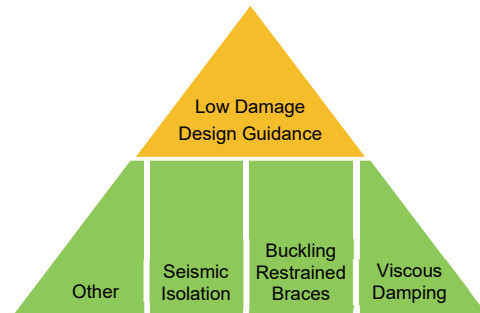 Low Damage
Design Guidance
Other
Seismic
Isolation
Buckling
Restrained
Braces
Viscous
Damping